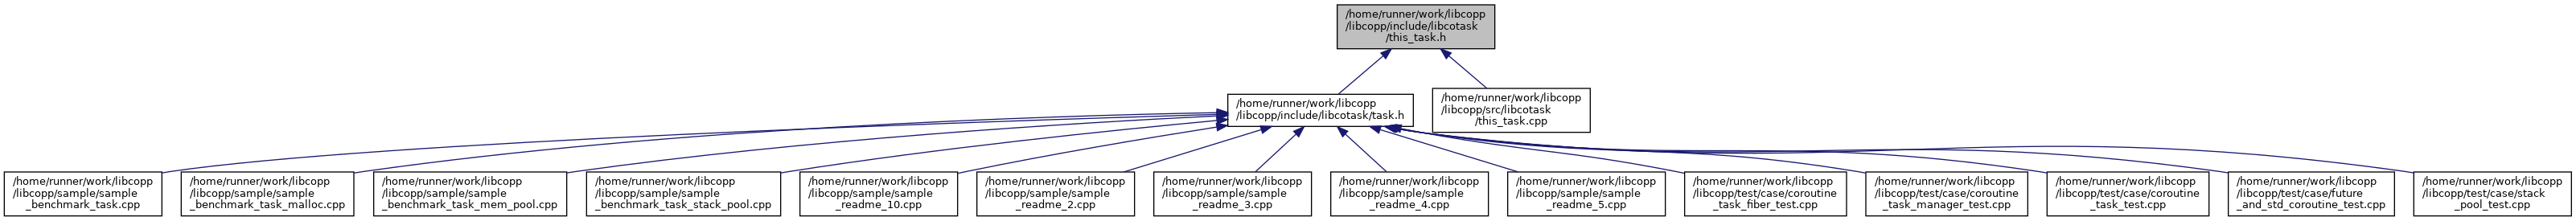 /home/runner/work/libcopp
/libcopp/include/libcotask
/this_task.h
/home/runner/work/libcopp
/libcopp/include/libcotask/task.h
/home/runner/work/libcopp
/libcopp/src/libcotask
/this_task.cpp
/home/runner/work/libcopp
/libcopp/sample/sample
_benchmark_task.cpp
/home/runner/work/libcopp
/libcopp/sample/sample
_benchmark_task_malloc.cpp
/home/runner/work/libcopp
/libcopp/sample/sample
_benchmark_task_mem_pool.cpp
/home/runner/work/libcopp
/libcopp/sample/sample
_benchmark_task_stack_pool.cpp
/home/runner/work/libcopp
/libcopp/sample/sample
_readme_10.cpp
/home/runner/work/libcopp
/libcopp/sample/sample
_readme_2.cpp
/home/runner/work/libcopp
/libcopp/sample/sample
_readme_3.cpp
/home/runner/work/libcopp
/libcopp/sample/sample
_readme_4.cpp
/home/runner/work/libcopp
/libcopp/sample/sample
_readme_5.cpp
/home/runner/work/libcopp
/libcopp/test/case/coroutine
_task_fiber_test.cpp
/home/runner/work/libcopp
/libcopp/test/case/coroutine
_task_manager_test.cpp
/home/runner/work/libcopp
/libcopp/test/case/coroutine
_task_test.cpp
/home/runner/work/libcopp
/libcopp/test/case/future
_and_std_coroutine_test.cpp
/home/runner/work/libcopp
/libcopp/test/case/stack
_pool_test.cpp